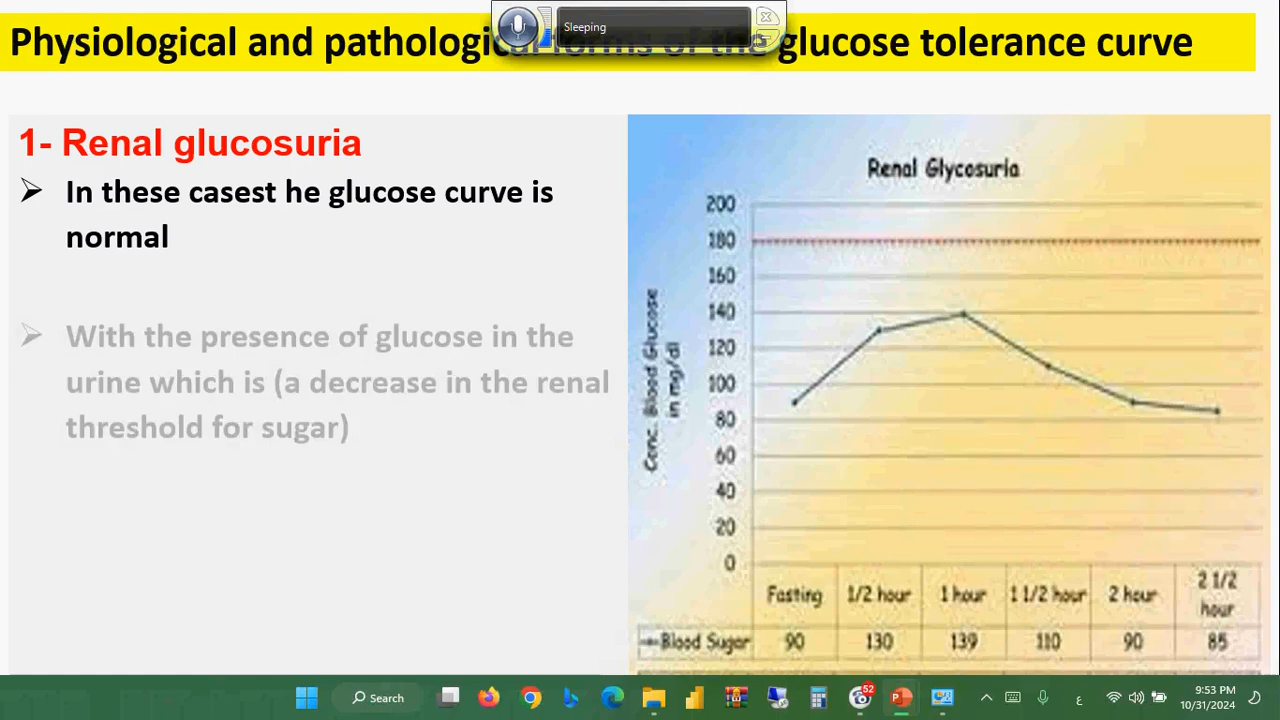 Sleeping
Physiological and pathological forms of the glucose tolerance curve
1- Renal glucosuria
In these casest he glucose curve is
normal
With the presence of glucose in the
urine which is (a decrease in the renal
threshold for sugar)
Renal Glycosuria
Conc. Blood Glucose
in mg/dl
200
180
160
140
120
100
80
60
40
20
0
Fasting 1/2 hour 1 hour 1 1/2 hour 2 hour 2 1/2 hour
Blood Sugar 90 130 139 110 90 85
Search
52
ع
9:53 PM
10/31/2024